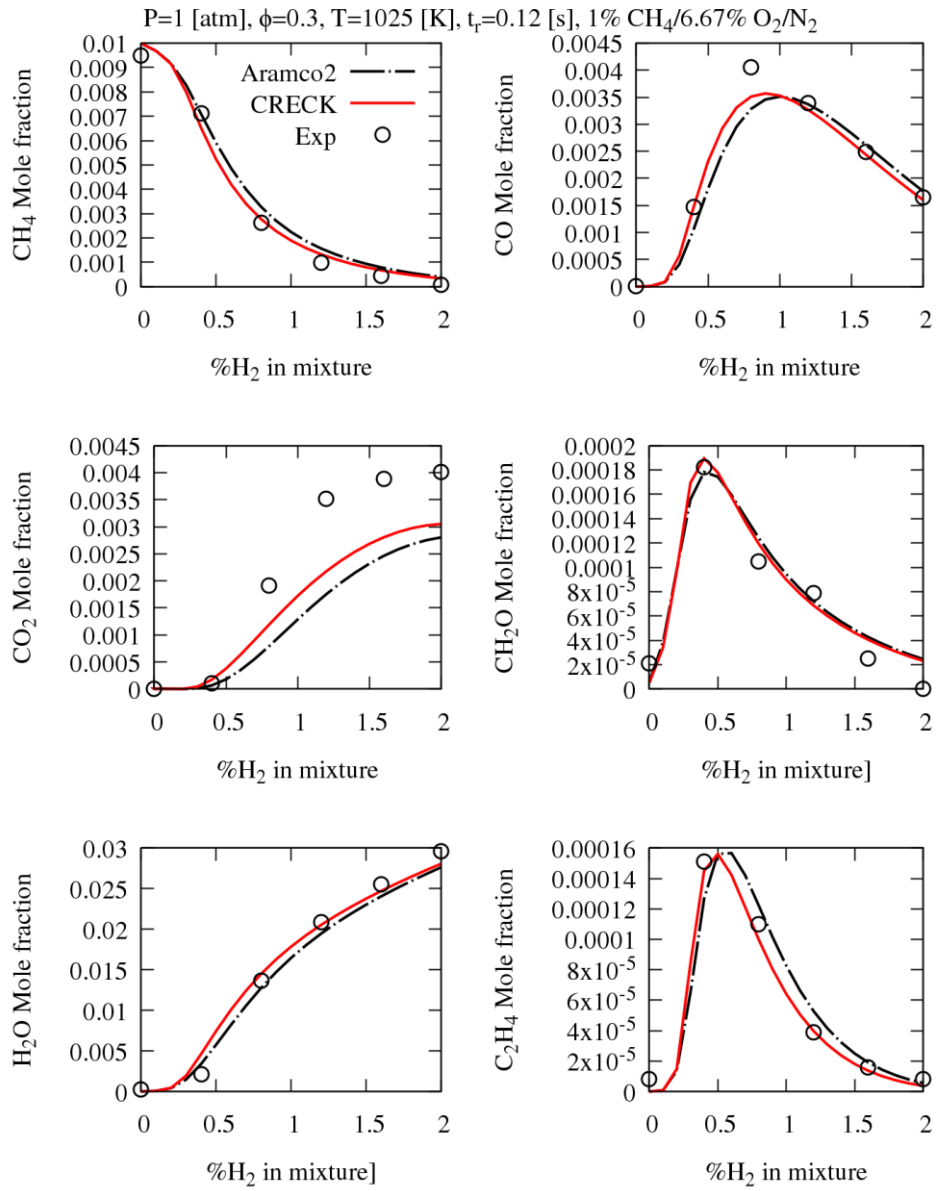 P=1 [atm], ϕ=0.3, T=1025 [K], tᵣ=0.12 [s], 1% CH₄/6.67% O₂/N₂
CH₄ Mole fraction
0.01
0.009
0.008
0.007
0.006
0.005
0.004
0.003
0.002
0.001
0
0 0.5 1 1.5 2
%H₂ in mixture
Aramco2
CRECK
Exp
CO Mole fraction
0.0045
0.004
0.0035
0.003
0.0025
0.002
0.0015
0.001
0.0005
0
0 0.5 1 1.5 2
%H₂ in mixture
CO₂ Mole fraction
0.0045
0.004
0.0035
0.003
0.0025
0.002
0.0015
0.001
0.0005
0
0 0.5 1 1.5 2
%H₂ in mixture
CH₂O Mole fraction
0.0002
0.00018
0.00016
0.00014
0.00012
0.0001
8x10⁻⁵
6x10⁻⁵
4x10⁻⁵
2x10⁻⁵
0
0 0.5 1 1.5 2
%H₂ in mixture]
H₂O Mole fraction
0.03
0.025
0.02
0.015
0.01
0.005
0
0 0.5 1 1.5 2
%H₂ in mixture]
C₂H₄ Mole fraction
0.00016
0.00014
0.00012
0.0001
8x10⁻⁵
6x10⁻⁵
4x10⁻⁵
2x10⁻⁵
0
0 0.5 1 1.5 2
%H₂ in mixture